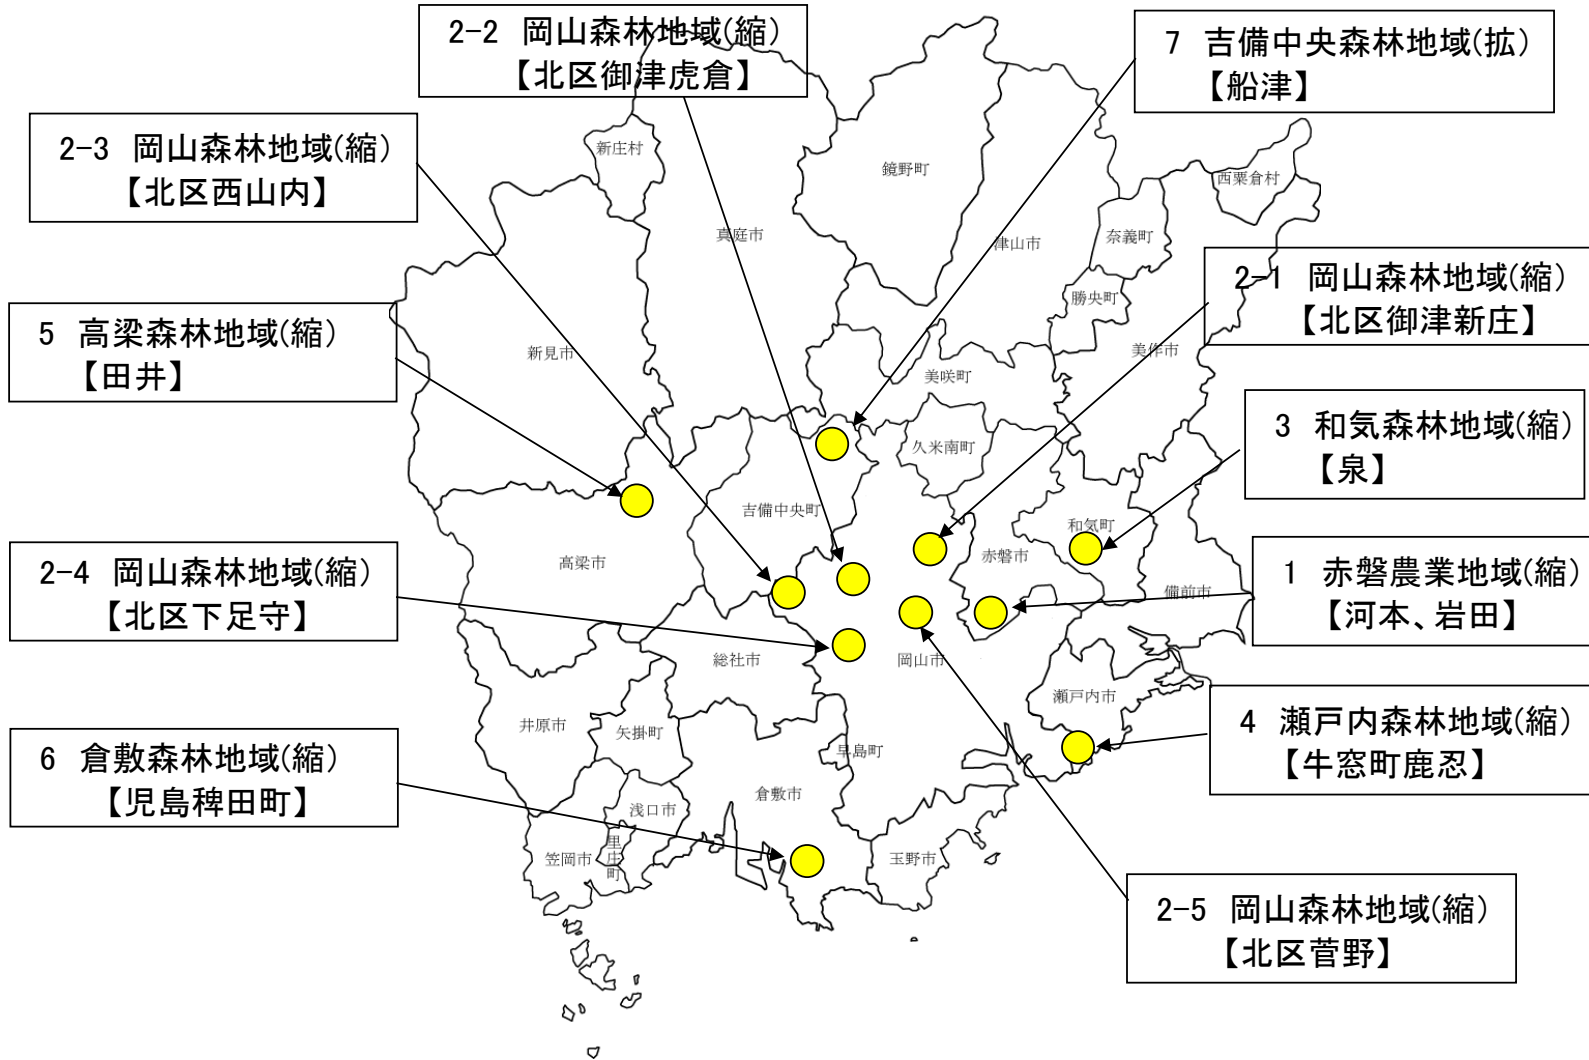 2-2 岡山森林地域(縮)
【北区御津虎倉】
7 吉備中央森林地域(拡)
【船津】
2-3 岡山森林地域(縮)
【北区西山内】
新庄村
鏡野町
西粟倉村
真庭市
津山市
奈義町
勝央町
2-1 岡山森林地域(縮)
【北区御津新庄】
5 高梁森林地域(縮)
【田井】
新見市
美作市
美咲町
久米南町
3 和気森林地域(縮)
【泉】
吉備中央町
和気町
高梁市
赤磐市
備前市
2-4 岡山森林地域(縮)
【北区下足守】
1 赤磐農業地域(縮)
【河本、岩田】
総社市
岡山市
瀬戸内市
4 瀬戸内森林地域(縮)
【牛窓町鹿忍】
井原市
矢掛町
早島町
6 倉敷森林地域(縮)
【児島稗田町】
倉敷市
浅口市
里庄町
笠岡市
玉野市
2-5 岡山森林地域(縮)
【北区菅野】